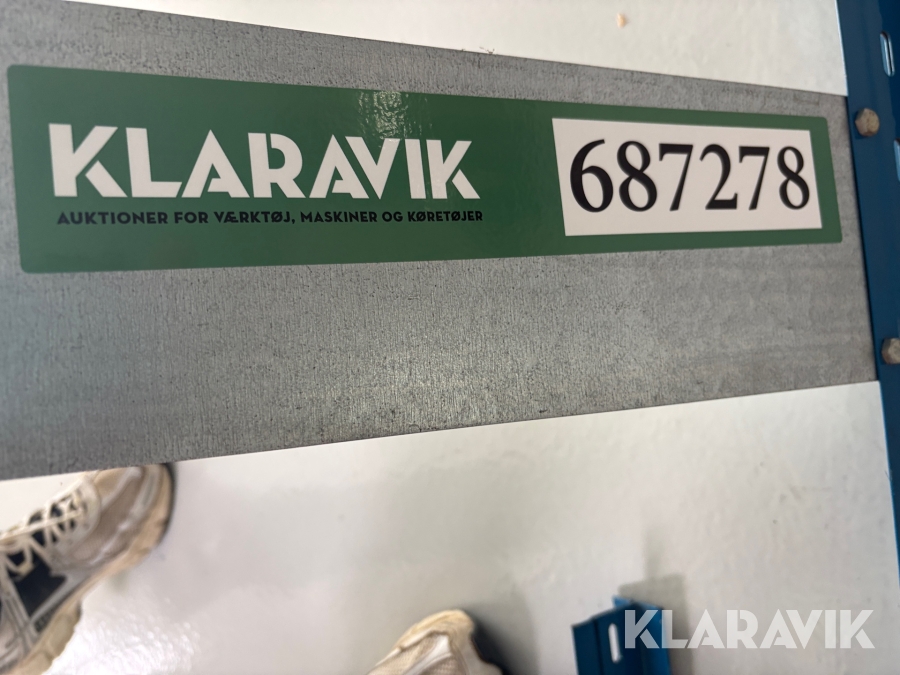 KLARAVIK
AUKTIONER FOR VÆRKTØJ, MASKINER OG KØRETØJER
687278
KLARAVIK